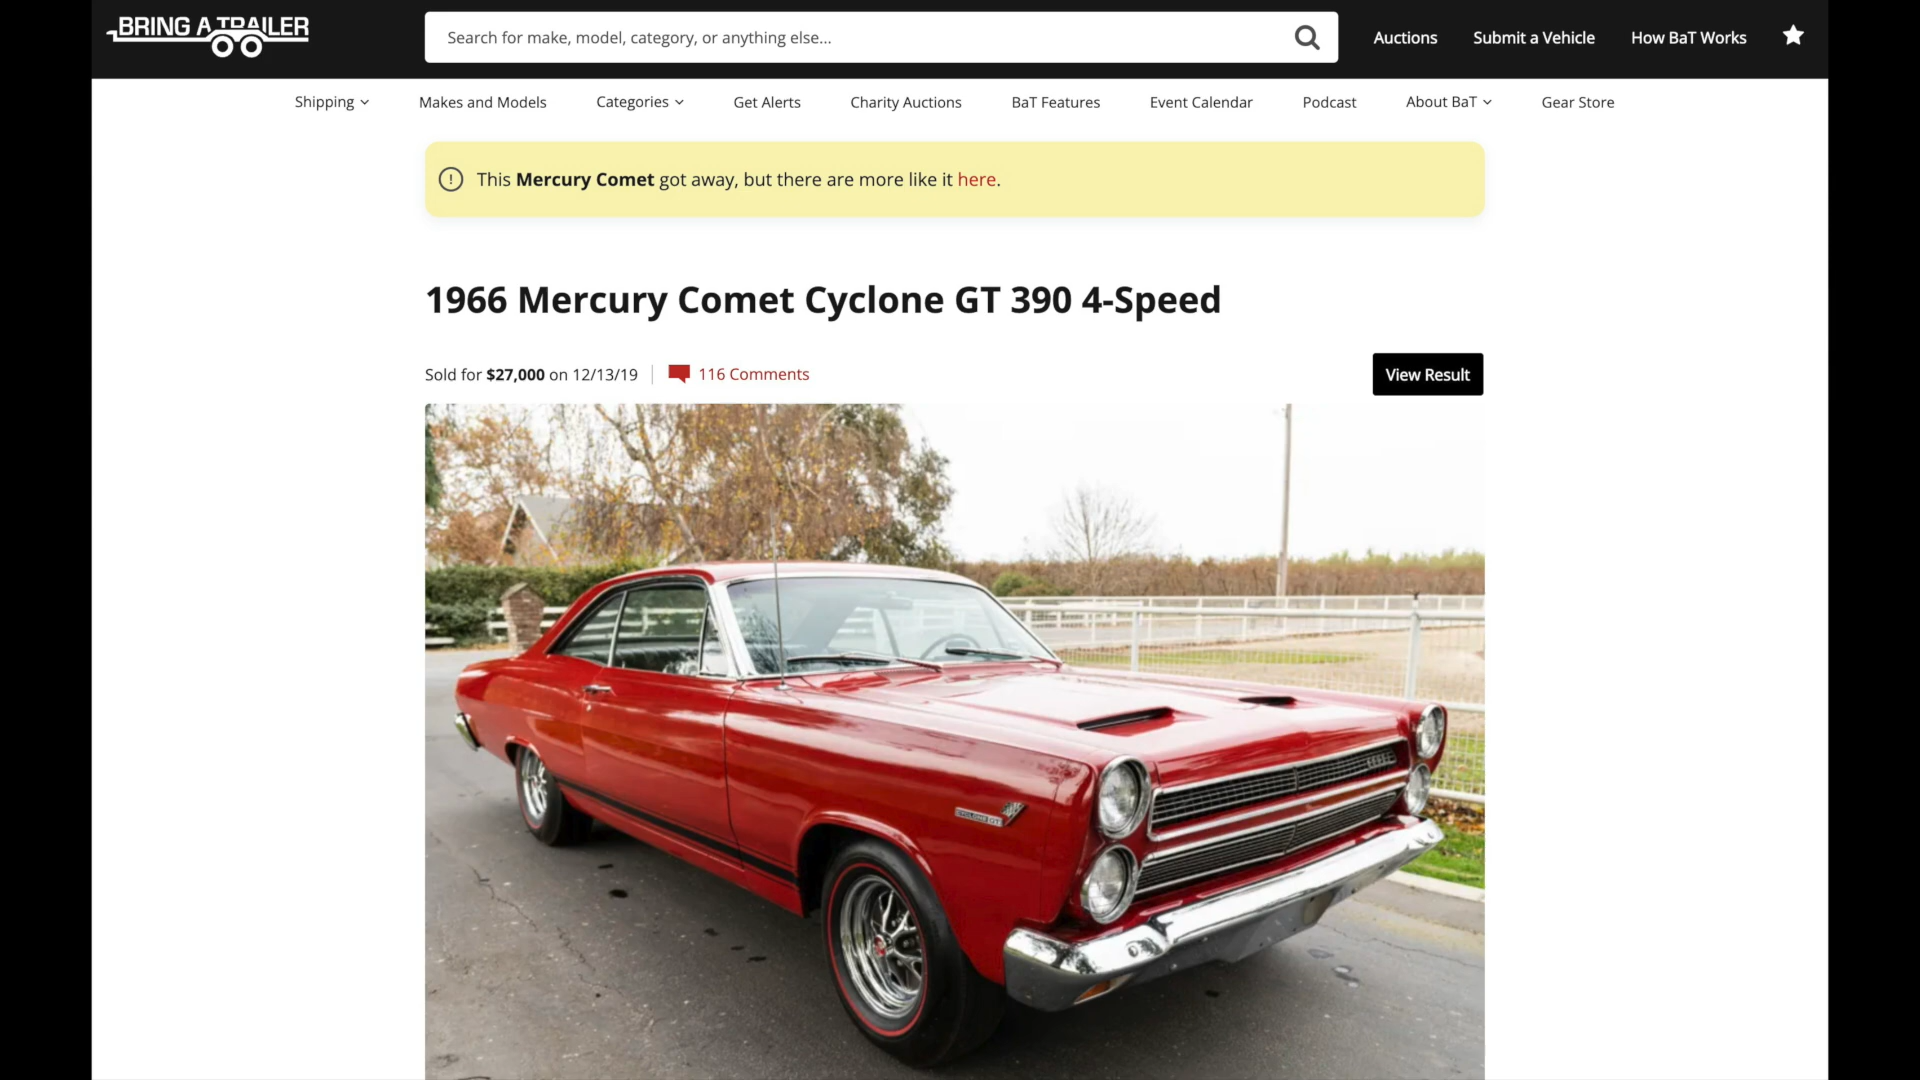 BRING A TRAILER
Search for make, model, category, or anything else...
Auctions
Submit a Vehicle
How BaT Works
Shipping
Makes and Models
Categories
Get Alerts
Charity Auctions
BaT Features
Event Calendar
Podcast
About BaT
Gear Store
This Mercury Comet got away, but there are more like it here.
1966 Mercury Comet Cyclone GT 390 4-Speed
Sold for $27,000 on 12/13/19
116 Comments
View Result
CYCLONE GT